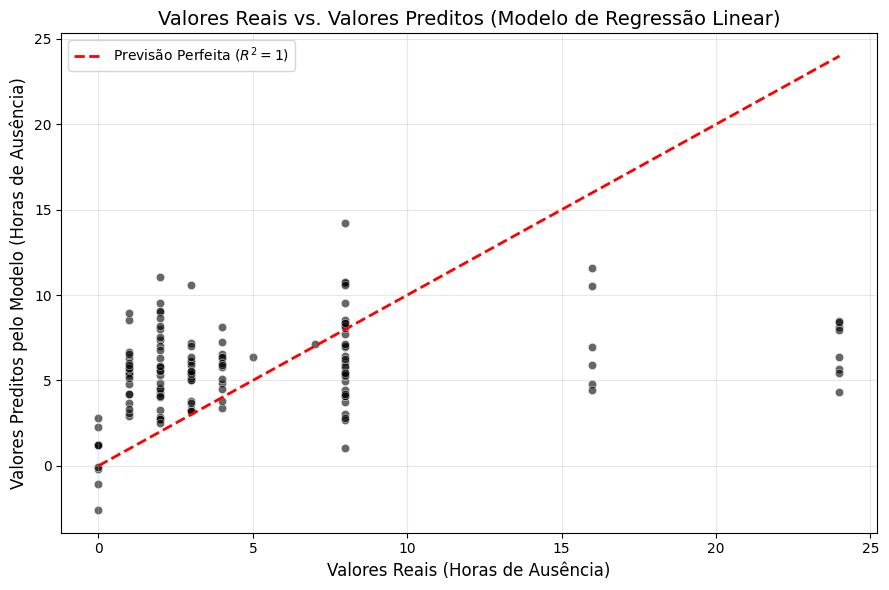 Valores Reais vs. Valores Preditos (Modelo de Regressão Linear)
Previsão Perfeita (R² = 1)
Valores Preditos pelo Modelo (Horas de Ausência)
25
20
15
10
5
0
0 5 10 15 20 25
Valores Reais (Horas de Ausência)